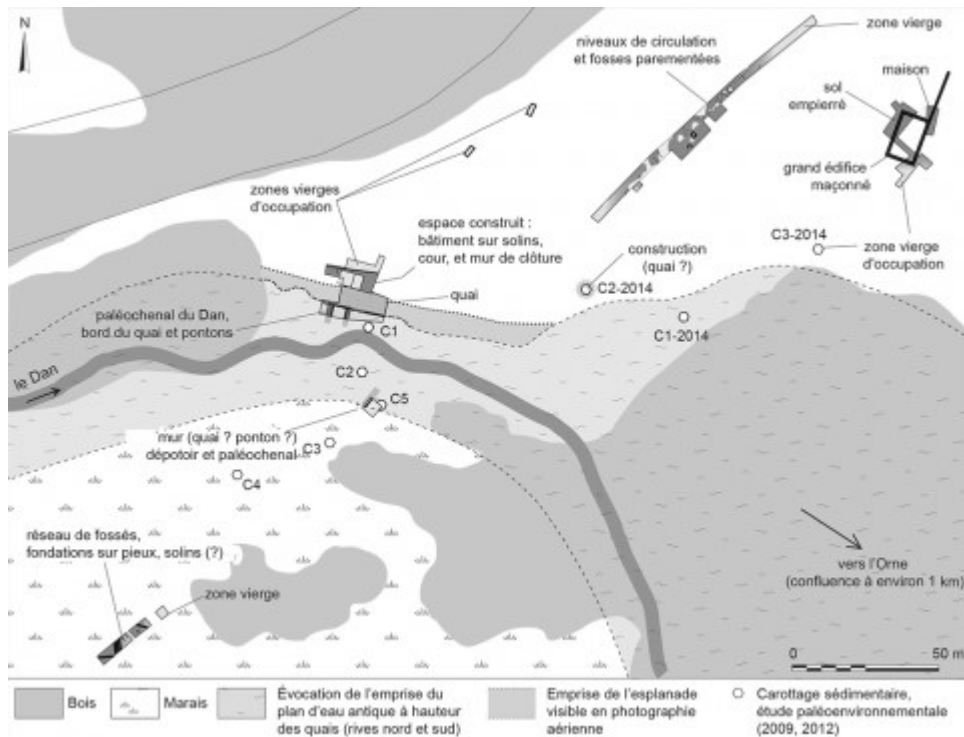 N
zone vierge
niveaux de circulation
et fosses parementées
maison
sol
empierré
grand édifice
maçonné
zones vierges
d'occupation
espace construit :
bâtiment sur solins,
cour, et mur de clôture
C3-2014
construction
(quai ?)
zone vierge
d'occupation
C2-2014
quai
paléochenal du Dan,
bord du quai et pontons
C1
C1-2014
le Dan
C2
C5
mur (quai ? ponton ?)
dépotoir et paléochenal
C3
C4
réseau de fossés,
fondations sur pieux, solins (?)
vers l'Orne
(confluence à environ 1 km)
zone vierge
0 50 m
Bois
Marais
Évocation de l'emprise du
plan d'eau antique à hauteur
des quais (rives nord et sud)
Emprise de l'esplanade
visible en photographie
aérienne
Carottage sédimentaire,
étude paléoenvironnementale
(2009, 2012)